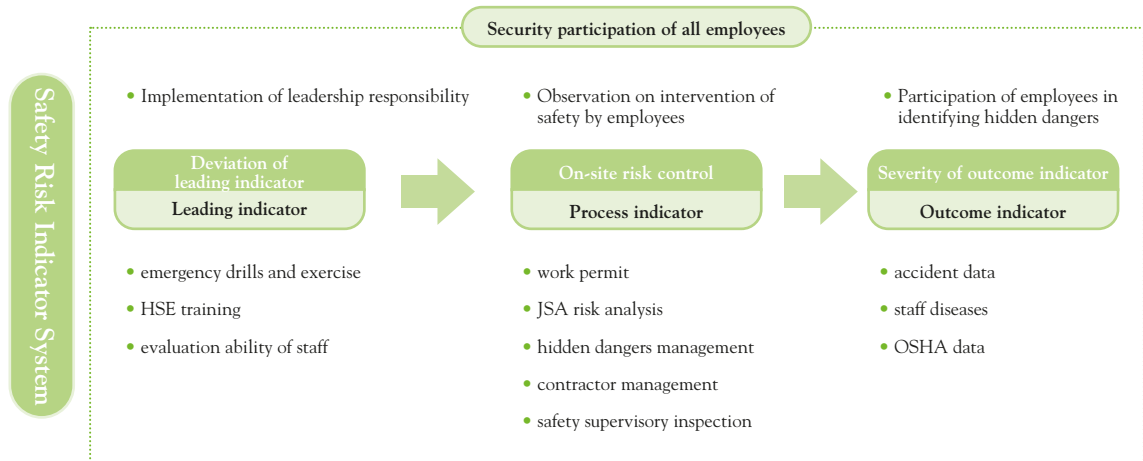 Security participation of all employees
Safety Risk Indicator System
• Implementation of leadership responsibility
Deviation of
leading indicator
Leading indicator
• emergency drills and exercise
• HSE training
• evaluation ability of staff
• Observation on intervention of
safety by employees
On-site risk control
Process indicator
• work permit
• JSA risk analysis
• hidden dangers management
• contractor management
• safety supervisory inspection
• Participation of employees in
identifying hidden dangers
Severity of outcome indicator
Outcome indicator
• accident data
• staff diseases
• OSHA data